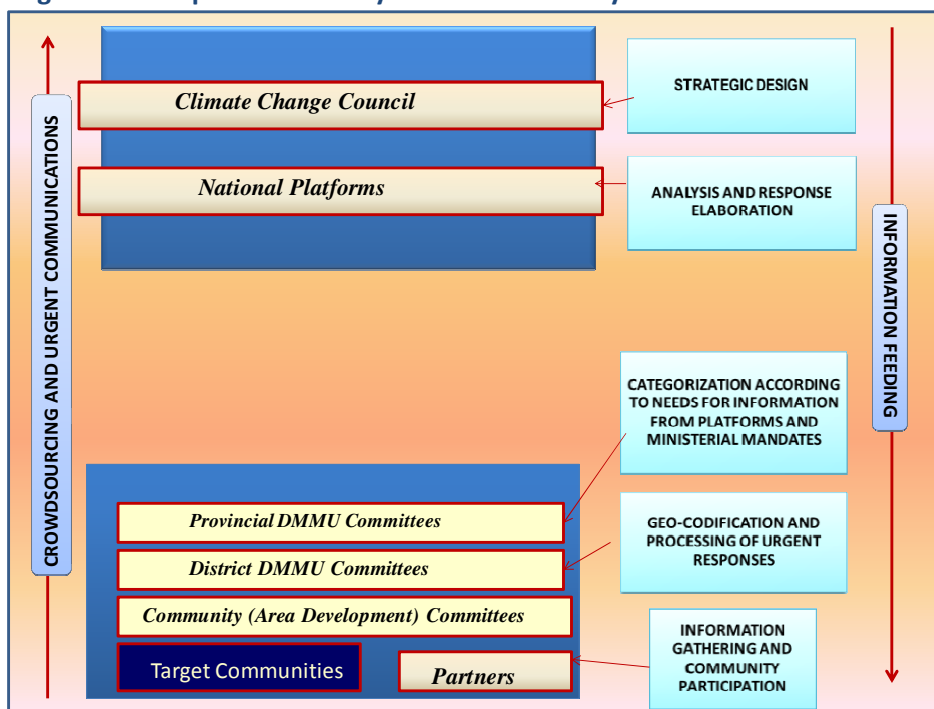 CROWDSOURCING AND URGENT COMMUNICATIONS
Climate Change Council
National Platforms
STRATEGIC DESIGN
ANALYSIS AND RESPONSE
ELABORATION
INFORMATION FEEDING
CATEGORIZATION ACCORDING
TO NEEDS FOR INFORMATION
FROM PLATFORMS AND
MINISTERIAL MANDATES
Provincial DMMU Committees
District DMMU Committees
Community (Area Development) Committees
GEO-CODIFICATION AND
PROCESSING OF URGENT
RESPONSES
Target Communities
Partners
INFORMATION
GATHERING AND
COMMUNITY
PARTICIPATION